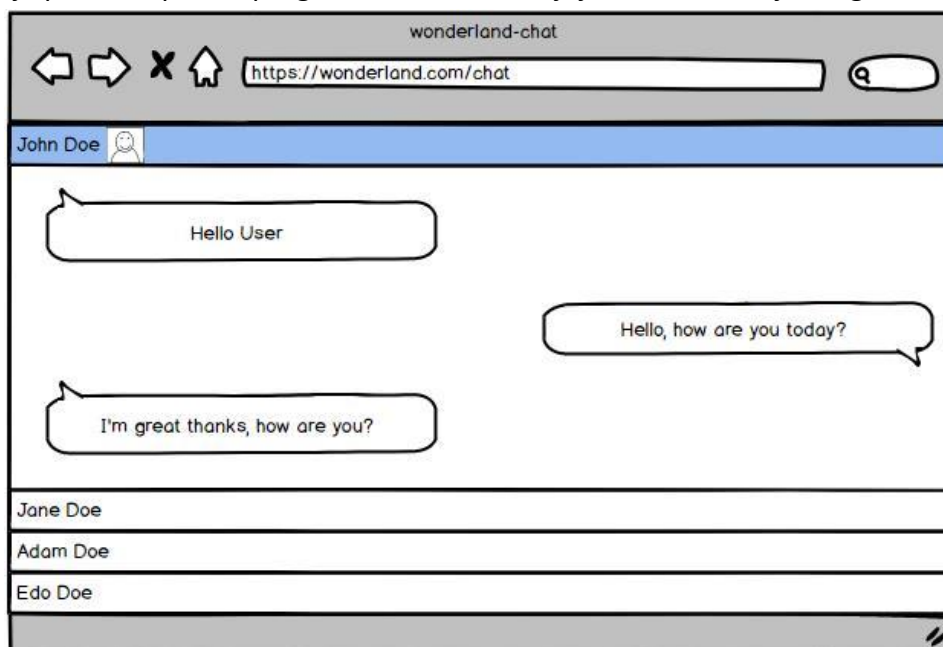 wonderland-chat
https://wonderland.com/chat
John Doe
Hello User
Hello, how are you today?
I'm great thanks, how are you?
Jane Doe
Adam Doe
Edo Doe